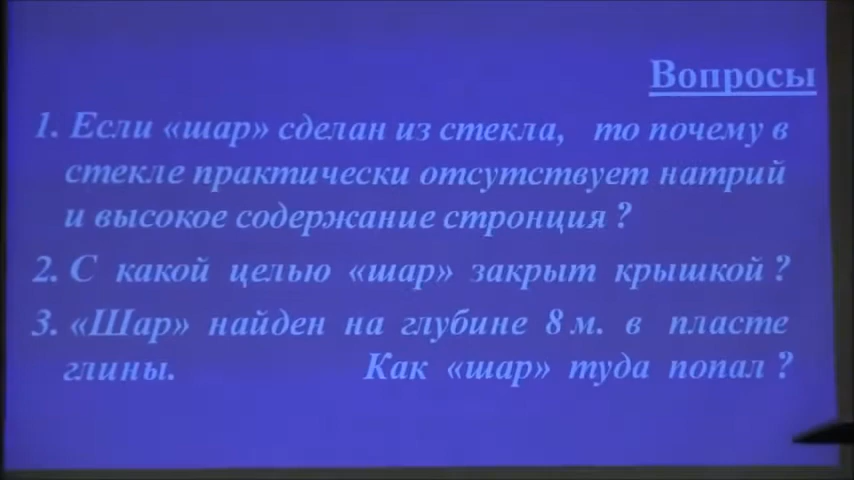 Вопросы
1. Если «шар» сделан из стекла, то почему в
стекле практически отсутствует натрий
и высокое содержание стронция ?
2. С какой целью «шар» закрыт крышкой ?
3. «Шар» найден на глубине 8 м. в пласте
глины. Как «шар» туда попал ?